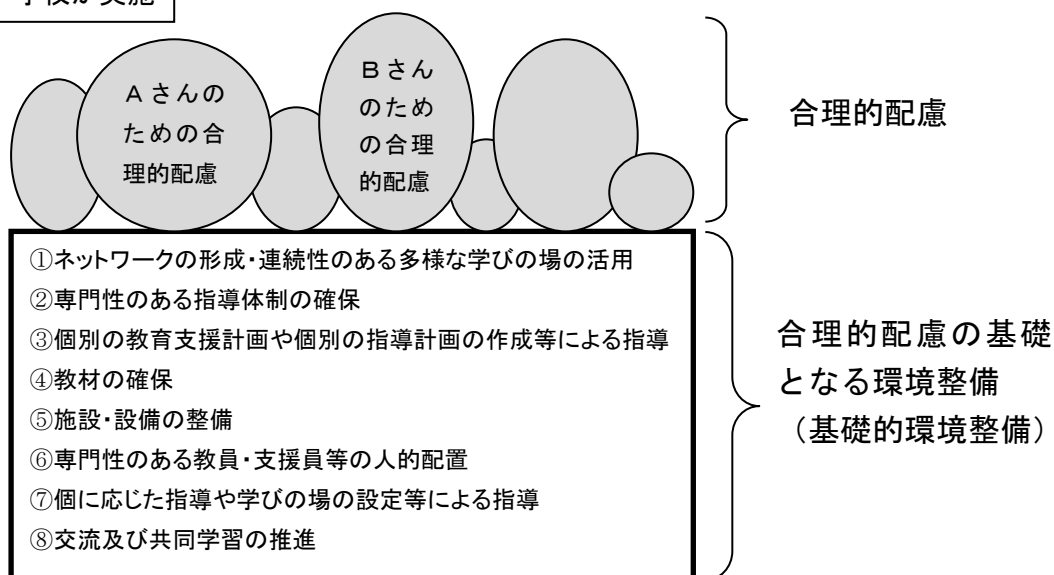 Aさんの
ための合
理的配慮
Bさん
のため
の合理
的配慮
合理的配慮
①ネットワークの形成・連続性のある多様な学びの場の活用
②専門性のある指導体制の確保
③個別の教育支援計画や個別の指導計画の作成等による指導
④教材の確保
⑤施設・設備の整備
⑥専門性のある教員・支援員等の人的配置
⑦個に応じた指導や学びの場の設定等による指導
⑧交流及び共同学習の推進
合理的配慮の基礎
となる環境整備
（基礎的環境整備）